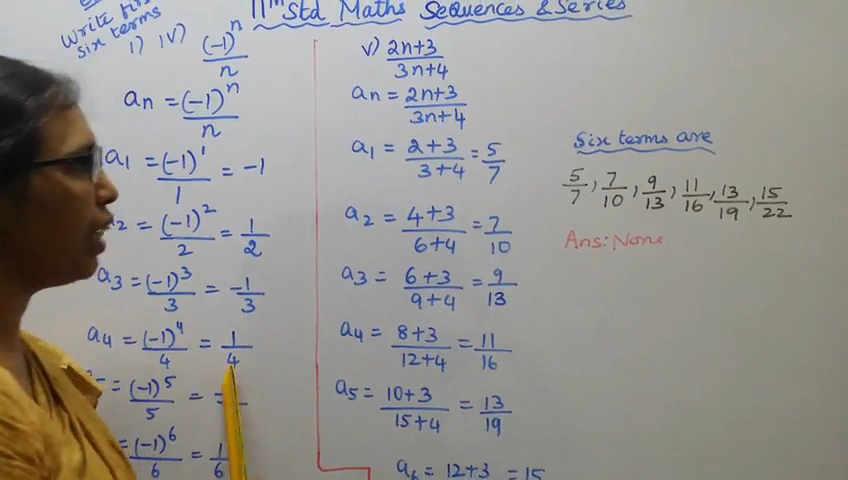 11th Std Maths Sequences & Series
Write first
six terms
1) iv) (-1)^n/n
an = (-1)^n/n
a1 = (-1)^1/1 = -1
2 = (-1)^2/2 = 1/2
a3 = (-1)^3/3 = -1/3
a4 = (-1)^4/4 = 1/4
= (-1)^5/5 =
= (-1)^6/6 = 1/6
v) 2n+3/3n+4
an = 2n+3/3n+4
a1 = 2+3/3+4 = 5/7
a2 = 4+3/6+4 = 7/10
a3 = 6+3/9+4 = 9/13
a4 = 8+3/12+4 = 11/16
a5 = 10+3/15+4 = 13/19
a6 = 12+3 = 15
Six terms are
5/7, 7/10, 9/13, 11/16, 13/19, 15/22
Ans: None